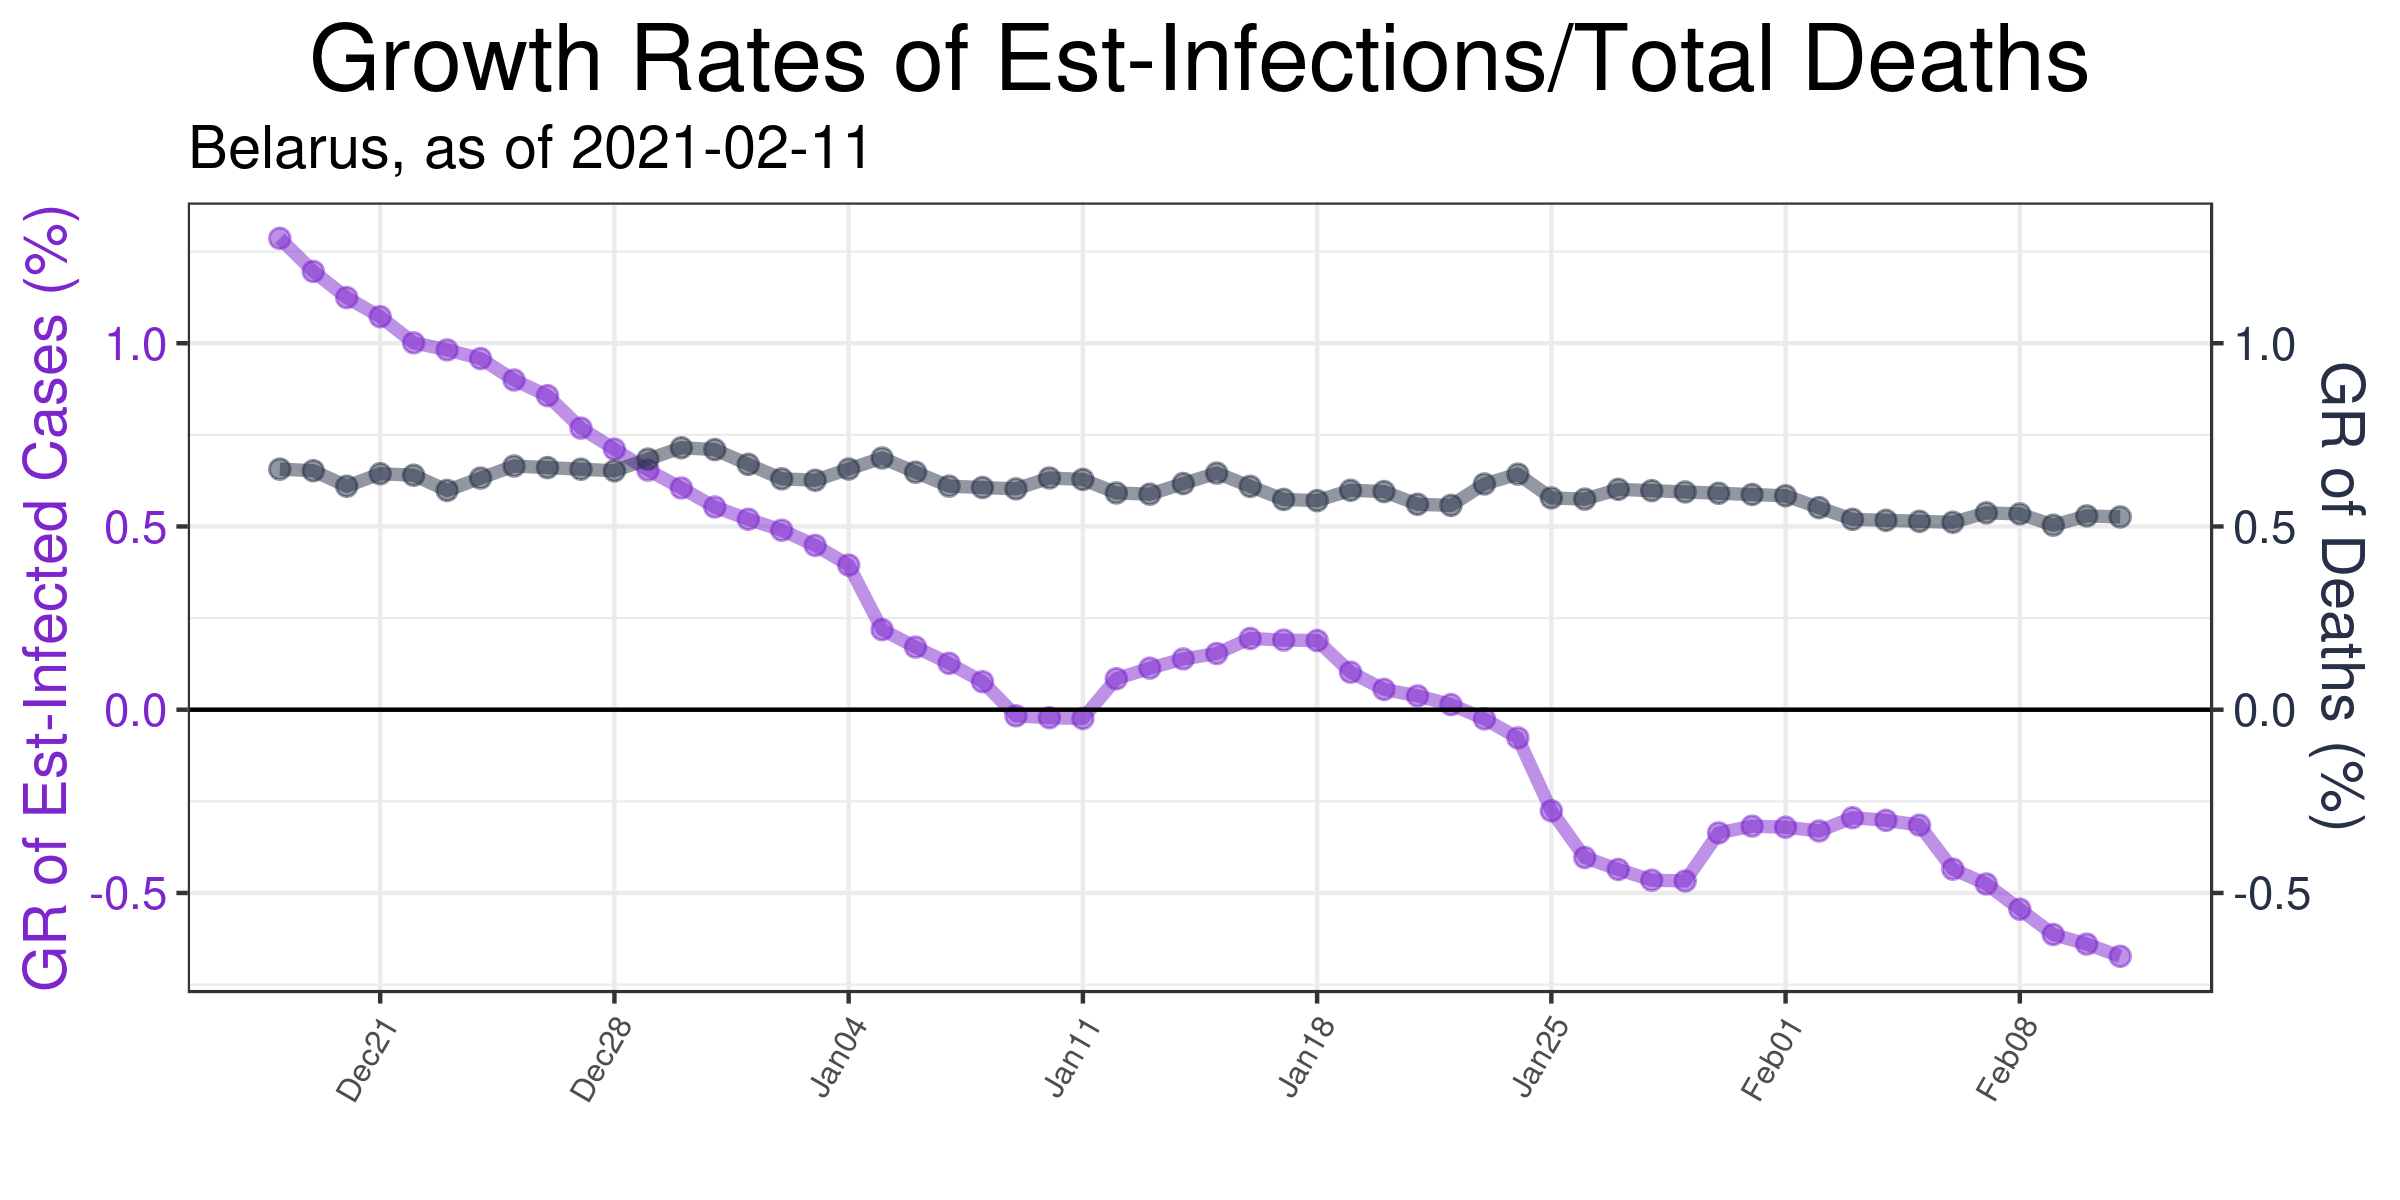 Growth Rates of Est-Infections/Total Deaths
Belarus, as of 2021-02-11
GR of Est-Infected Cases (%)
1.0
0.5
0.0
-0.5
1.0
0.5
0.0
-0.5
GR of Deaths (%)
Dec21
Dec28
Jan04
Jan11
Jan18
Jan25
Feb01
Feb08